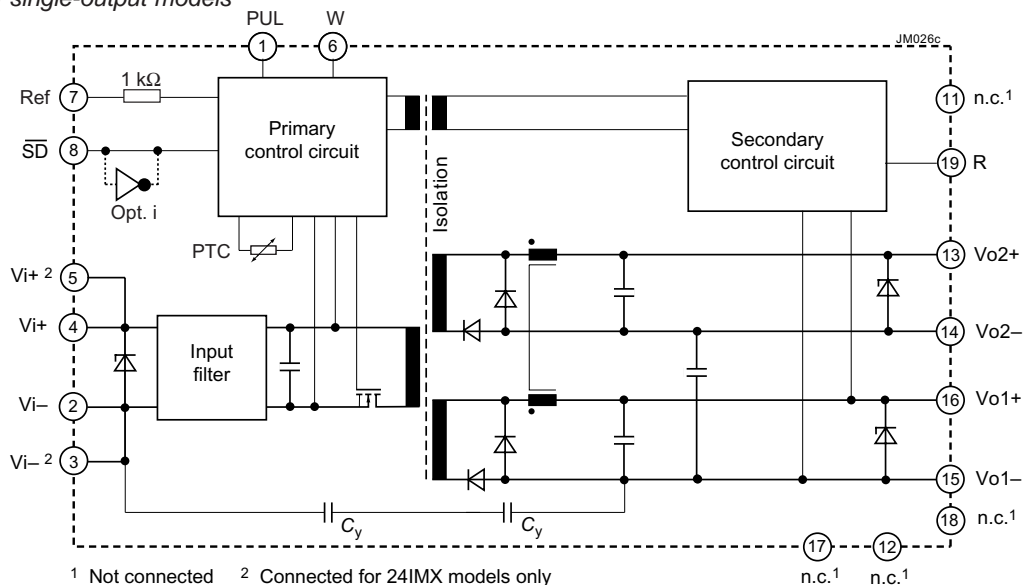 single-output models
PUL
W
JM026c
1
6
Ref
7
1 kΩ
11
n.c.¹
Primary
control circuit
Secondary
control circuit
SD
8
19
R
Opt. i
Isolation
PTC
13
Vo2+
Vi+ ²
5
Vi+
4
14
Vo2–
Input
filter
Vi–
2
16
Vo1+
Vi– ²
3
15
Vo1–
18
n.c.¹
Cy
Cy
17
12
¹ Not connected ² Connected for 24IMX models only
n.c.¹
n.c.¹